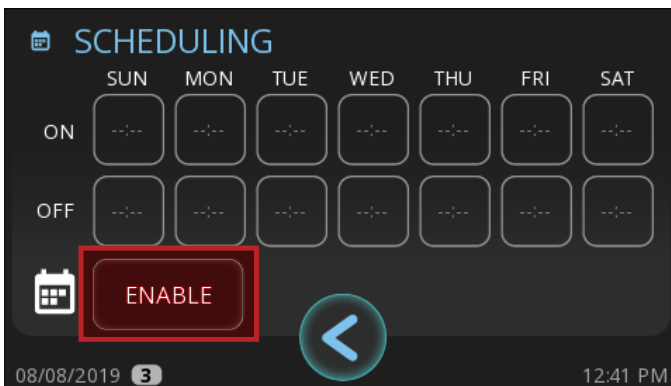 SCHEDULING
SUN MON TUE WED THU FRI SAT
ON --:-- --:-- --:-- --:-- --:-- --:-- --:--
OFF --:-- --:-- --:-- --:-- --:-- --:-- --:--
ENABLE
08/08/2019 3 12:41 PM